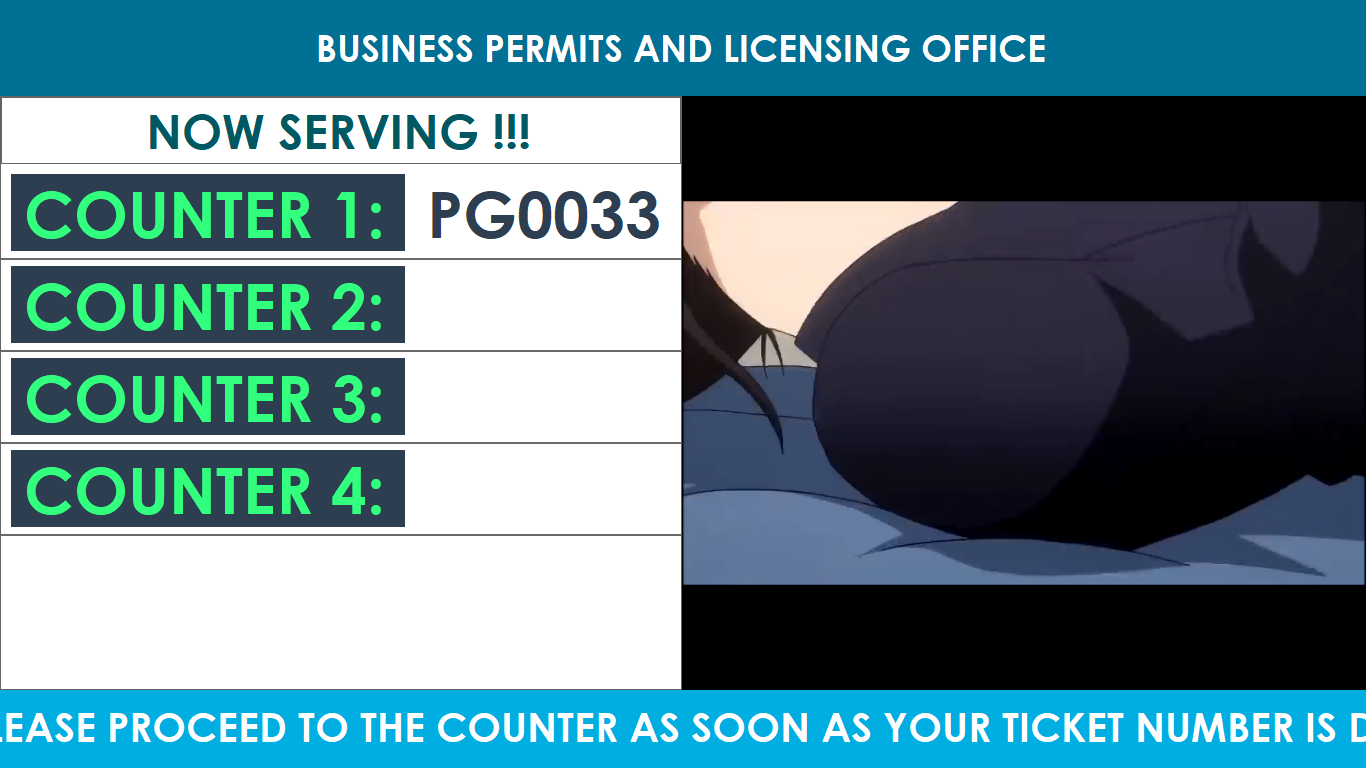 BUSINESS PERMITS AND LICENSING OFFICE
NOW SERVING !!!
COUNTER 1: PG0033
COUNTER 2:
COUNTER 3:
COUNTER 4:
PROCEED TO THE COUNTER AS SOON AS YOUR TICKET NUMBER IS